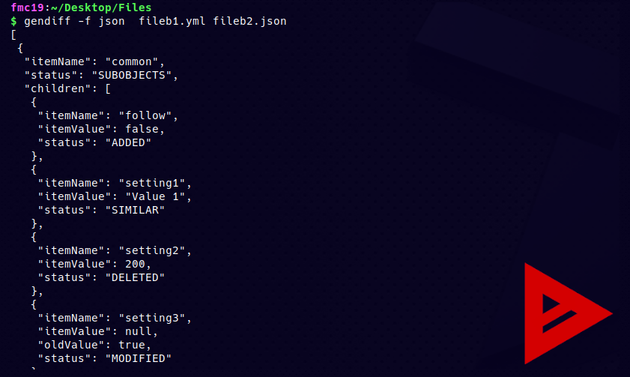 fmc19:~/Desktop/Files
$ gendiff -f json  fileb1.yml fileb2.json
[
 {
  "itemName": "common",
  "status": "SUBOBJECTS",
  "children": [
   {
    "itemName": "follow",
    "itemValue": false,
    "status": "ADDED"
   },
   {
    "itemName": "setting1",
    "itemValue": "Value 1",
    "status": "SIMILAR"
   },
   {
    "itemName": "setting2",
    "itemValue": 200,
    "status": "DELETED"
   },
   {
    "itemName": "setting3",
    "itemValue": null,
    "oldValue": true,
    "status": "MODIFIED"
   }